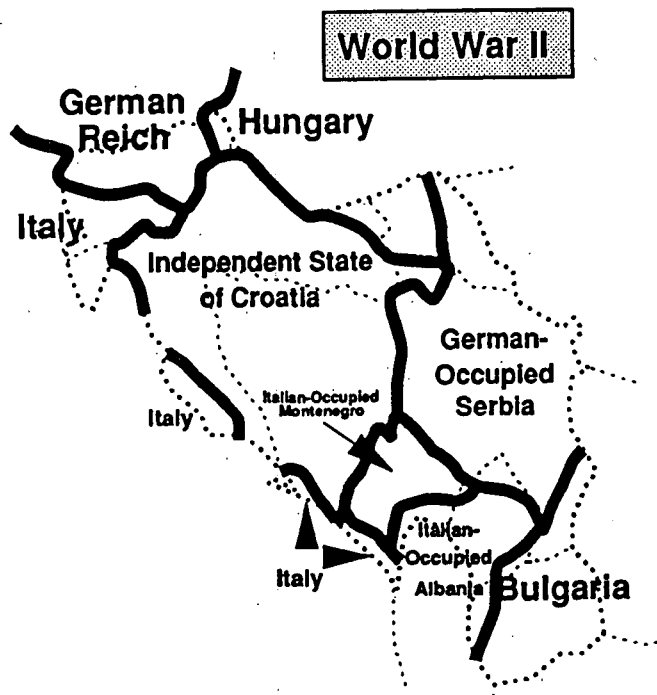 World War II
German
Reich
Hungary
Italy
Independent State
of Croatia
German-
Occupied
Serbia
Italian-Occupied
Montenegro
Italy
Italian-
Occupied
Albania
Italy
Bulgaria